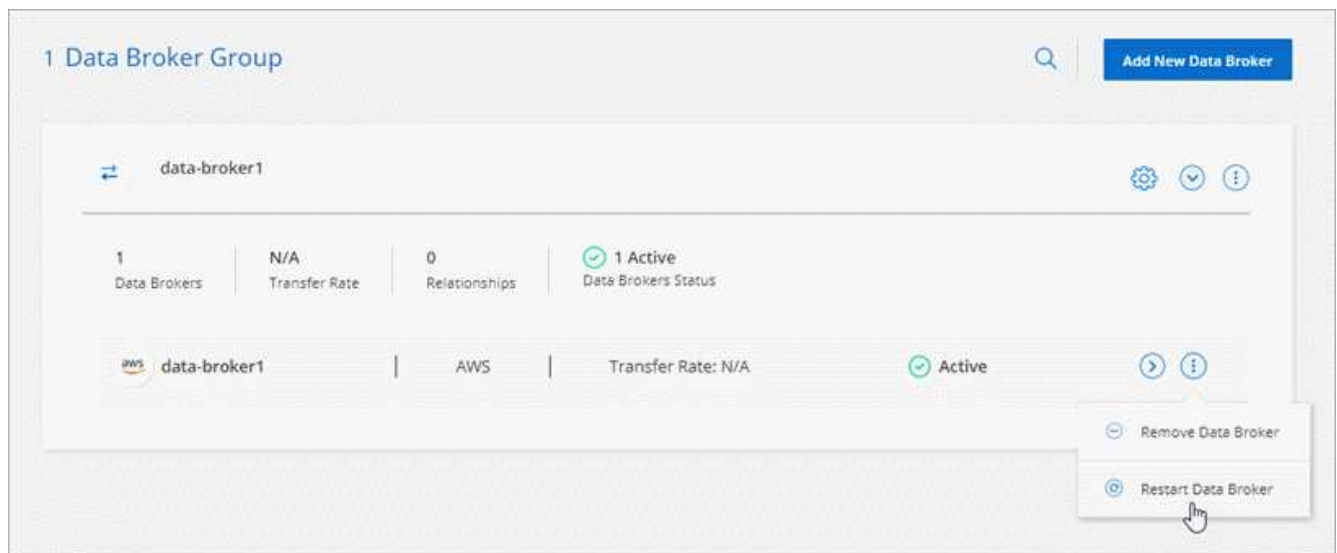 1 Data Broker Group
Add New Data Broker
data-broker1
1
Data Brokers
N/A
Transfer Rate
0
Relationships
1 Active
Data Brokers Status
aws data-broker1 | AWS | Transfer Rate: N/A Active
Remove Data Broker
Restart Data Broker